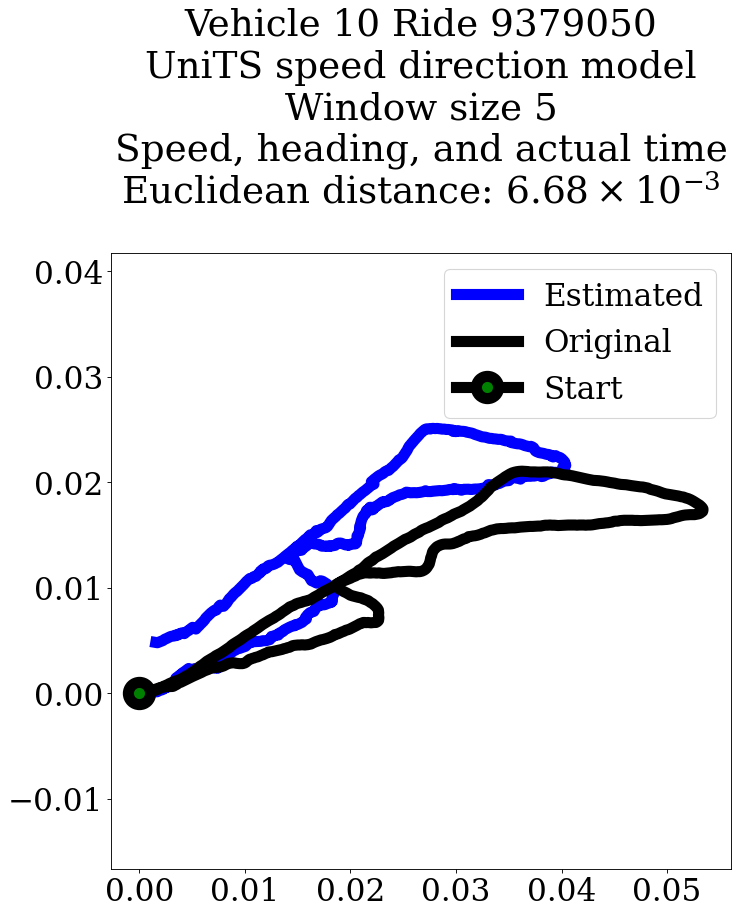 Vehicle 10 Ride 9379050
UniTS speed direction model
Window size 5
Speed, heading, and actual time
Euclidean distance: 6.68 × 10⁻³
Estimated
Original
Start
0.04
0.03
0.02
0.01
0.00
−0.01
0.00 0.01 0.02 0.03 0.04 0.05